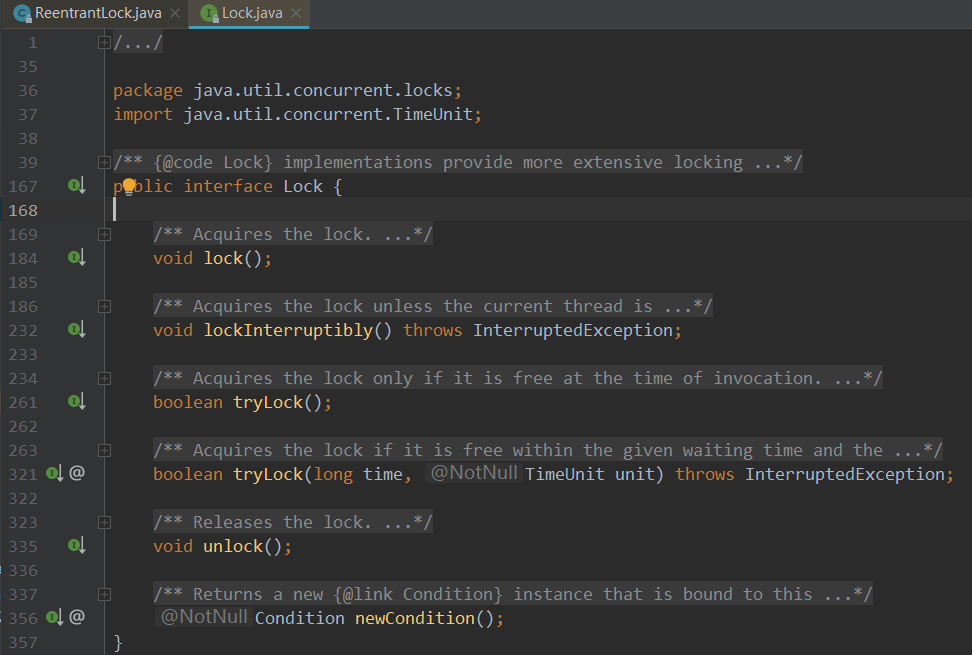 ReentrantLock.java × Lock.java ×
1 /.../
35
36 package java.util.concurrent.locks;
37 import java.util.concurrent.TimeUnit;
38
39 /** {@code Lock} implementations provide more extensive locking ...*/
167 public interface Lock {
168
169 /** Acquires the lock. ...*/
184 void lock();
185
186 /** Acquires the lock unless the current thread is ...*/
232 void lockInterruptibly() throws InterruptedException;
233
234 /** Acquires the lock only if it is free at the time of invocation. ...*/
261 boolean tryLock();
262
263 /** Acquires the lock if it is free within the given waiting time and the ...*/
321 @ boolean tryLock(long time, @NotNull TimeUnit unit) throws InterruptedException;
322
323 /** Releases the lock. ...*/
335 void unlock();
336
337 /** Returns a new {@link Condition} instance that is bound to this ...*/
356 @ @NotNull Condition newCondition();
357 }